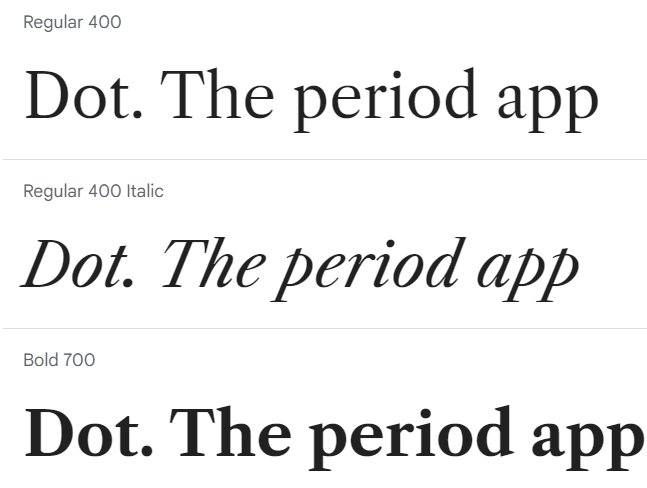 Regular 400
Dot. The period app
Regular 400 Italic
Dot. The period app
Bold 700
Dot. The period app